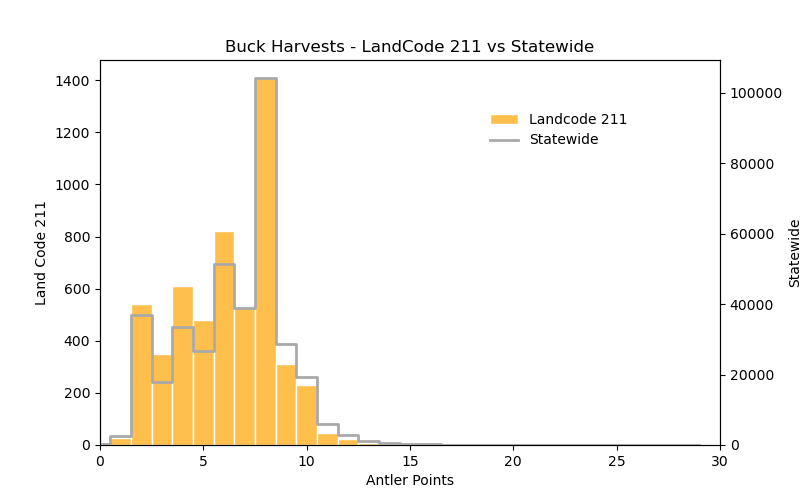 Buck Harvests - LandCode 211 vs Statewide
1400
1200
1000
800
600
400
200
0
Land Code 211
Landcode 211
Statewide
100000
80000
60000
40000
20000
0
Statewide
0 5 10 15 20 25 30
Antler Points